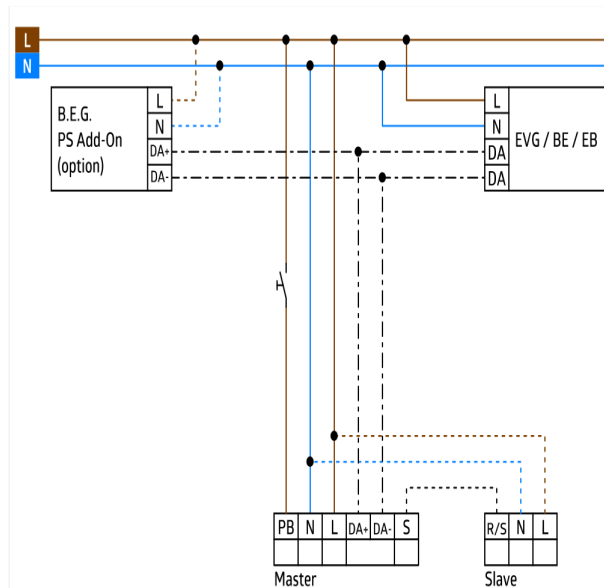 L
N
B.E.G.
PS Add-On
(option)
L
N
DA+
DA-
L
N
DA
DA
EVG / BE / EB
PB N L DA+ DA- S
Master
R/S N L
Slave